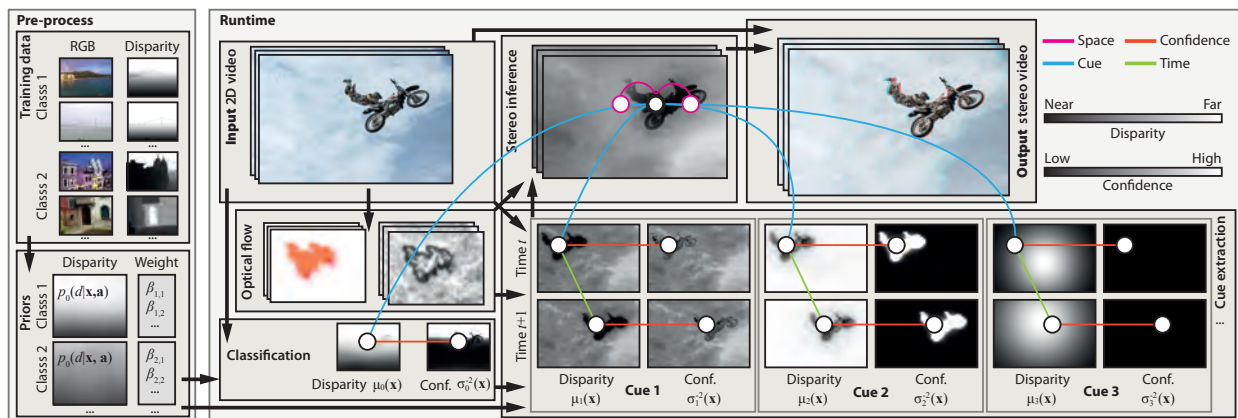 Pre-process
Training data
RGB
Disparity
Classs 1
...
...
Classs 2
...
...
Priors
Disparity
Weight
Classs 1
p₀(d|x,a)
β₁,₁
β₁,₂
...
Classs 2
p₀(d|x, a)
β₂,₁
β₂,₂
...
...
Runtime
Input 2D video
Stereo inference
Output stereo video
Space
Confidence
Cue
Time
Near
Far
Disparity
Low
High
Confidence
Optical flow
Classification
Disparity μ₀(x)
Conf. σ₀⁻²(x)
Time t
Time t+1
Disparity
Conf.
μ₁(x)
Cue 1
σ₁⁻²(x)
Disparity
Conf.
μ₂(x)
Cue 2
σ₂⁻²(x)
Disparity
Conf.
μ₃(x)
Cue 3
σ₃⁻²(x)
Cue extraction
...